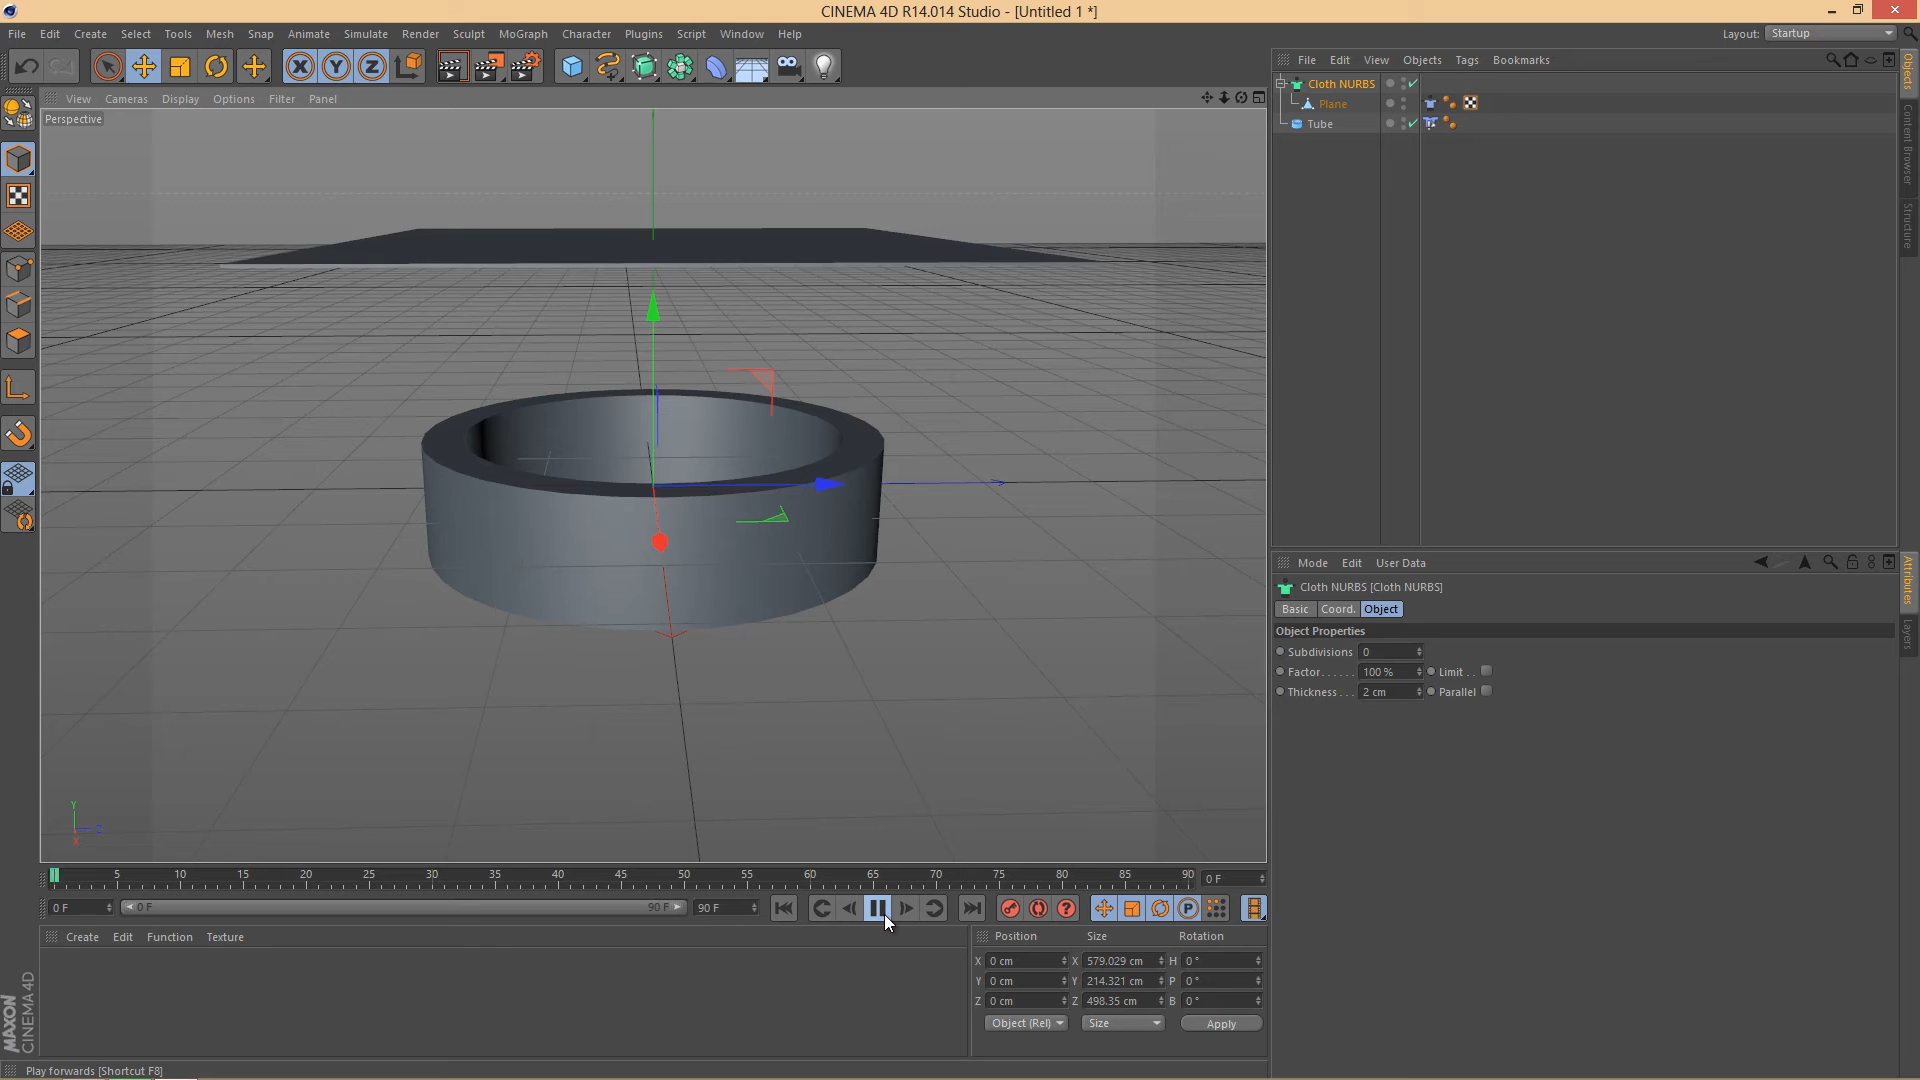 CINEMA 4D R14.014 Studio - [Untitled 1 *]
File Edit Create Select Tools Mesh Snap Animate Simulate Render Sculpt MoGraph Character Plugins Script Window Help
Layout: Startup
File Edit View Objects Tags Bookmarks
Objects
Content Browser
Structure
Cloth NURBS
Plane
Tube
View Cameras Display Options Filter Panel
Perspective
Y
Z
X
Mode Edit User Data
Attributes
Layers
Cloth NURBS [Cloth NURBS]
Basic Coord. Object
Object Properties
Subdivisions 0
Factor...... 100 % Limit ..
Thickness ... 2 cm Parallel
5 10 15 20 25 30 35 40 45 50 55 60 65 70 75 80 85 90
0 F
0 F 0 F 90 F 90 F
Create Edit Function Texture
Position Size Rotation
X 0 cm X 579.029 cm H 0 °
Y 0 cm Y 214.321 cm P 0 °
Z 0 cm Z 498.35 cm B 0 °
Object (Rel) Size Apply
MAXON
CINEMA 4D
Play forwards [Shortcut F8]